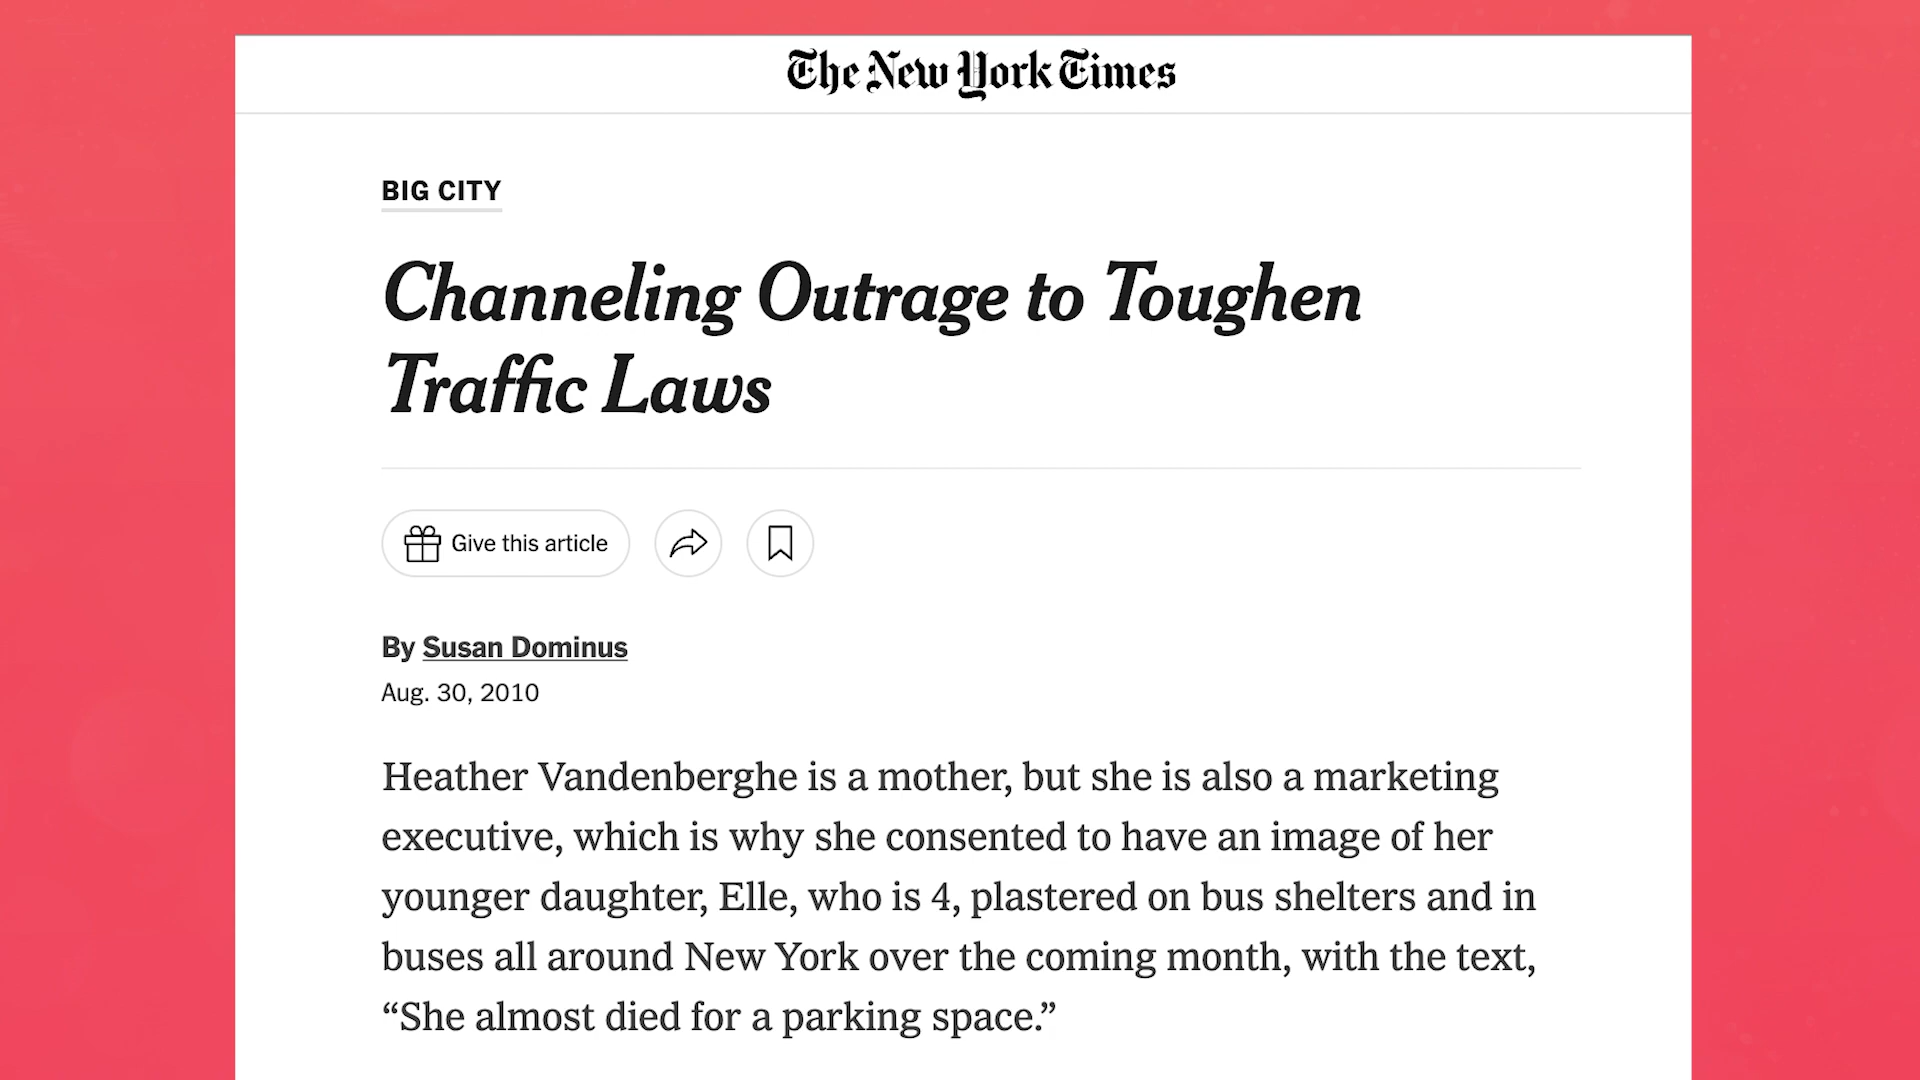 The New York Times
BIG CITY
Channeling Outrage to Toughen
Traffic Laws
Give this article
By Susan Dominus
Aug. 30, 2010
Heather Vandenberghe is a mother, but she is also a marketing
executive, which is why she consented to have an image of her
younger daughter, Elle, who is 4, plastered on bus shelters and in
buses all around New York over the coming month, with the text,
“She almost died for a parking space.”